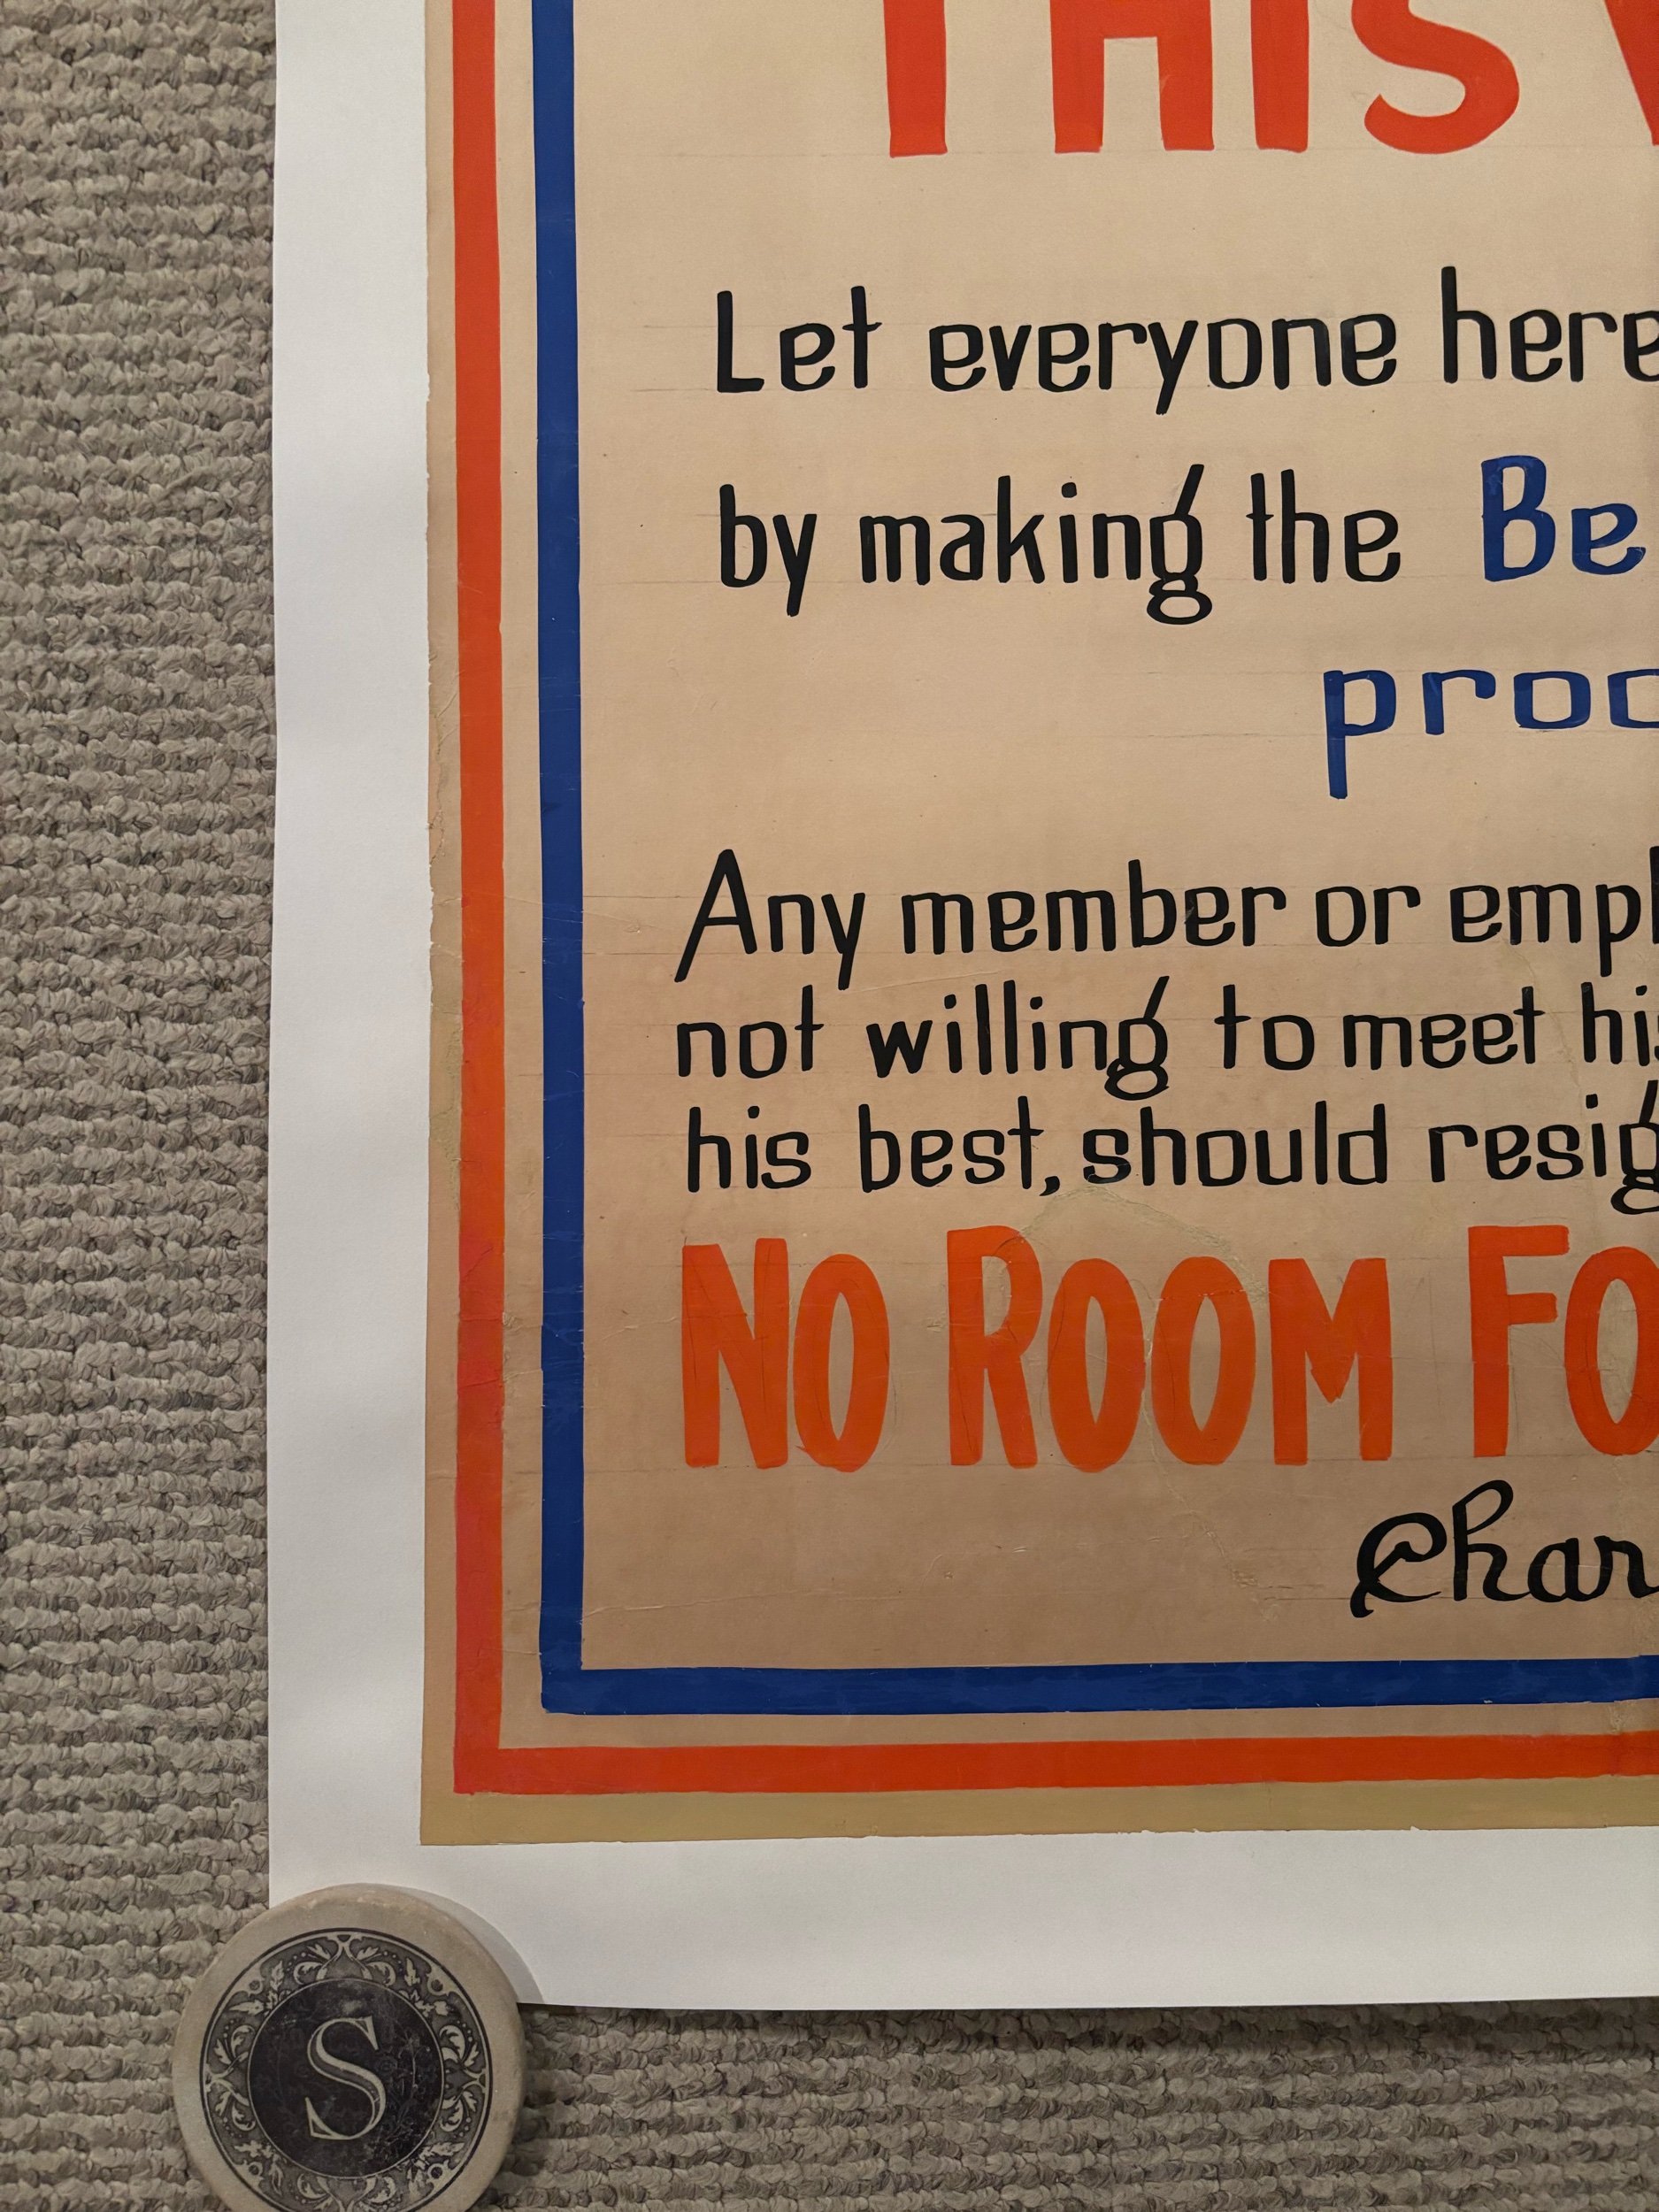 THIS
Let everyone here
by making the Be
proc
Any member or empl
not willing to meet his
his best, should resig
NO ROOM FO
Char
S